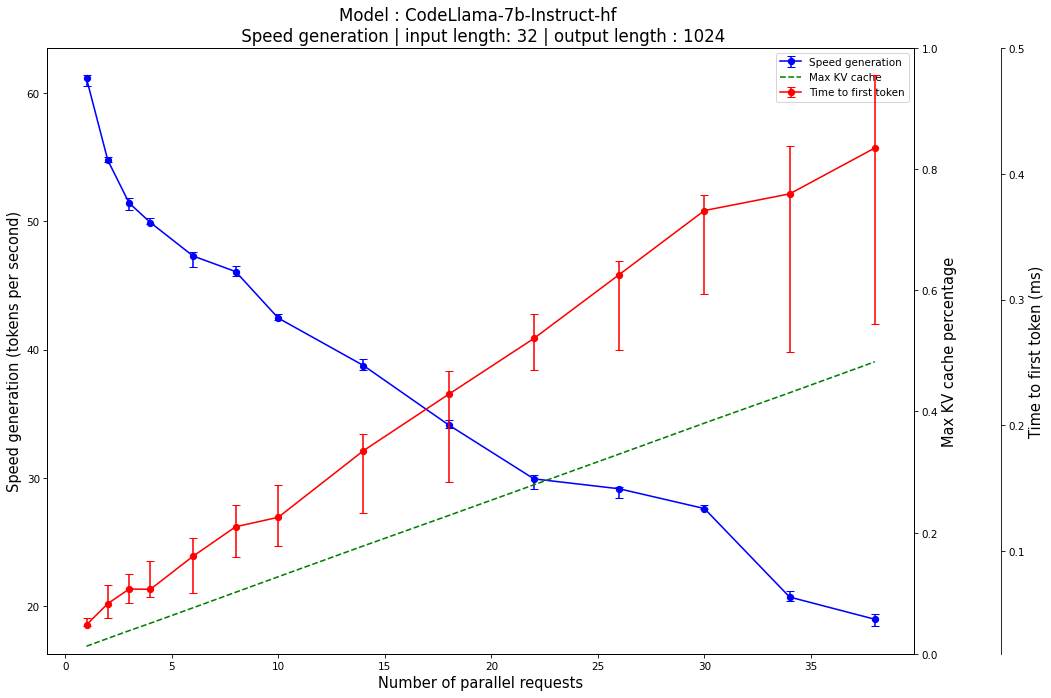 Model : CodeLlama-7b-Instruct-hf
Speed generation | input length: 32 | output length : 1024
Speed generation
Max KV cache
Time to first token
Speed generation (tokens per second)
60
50
40
30
20
0
5
10
15
20
25
30
35
Number of parallel requests
1.0
0.8
0.6
0.4
0.2
0.0
Max KV cache percentage
0.5
0.4
0.3
0.2
0.1
Time to first token (ms)